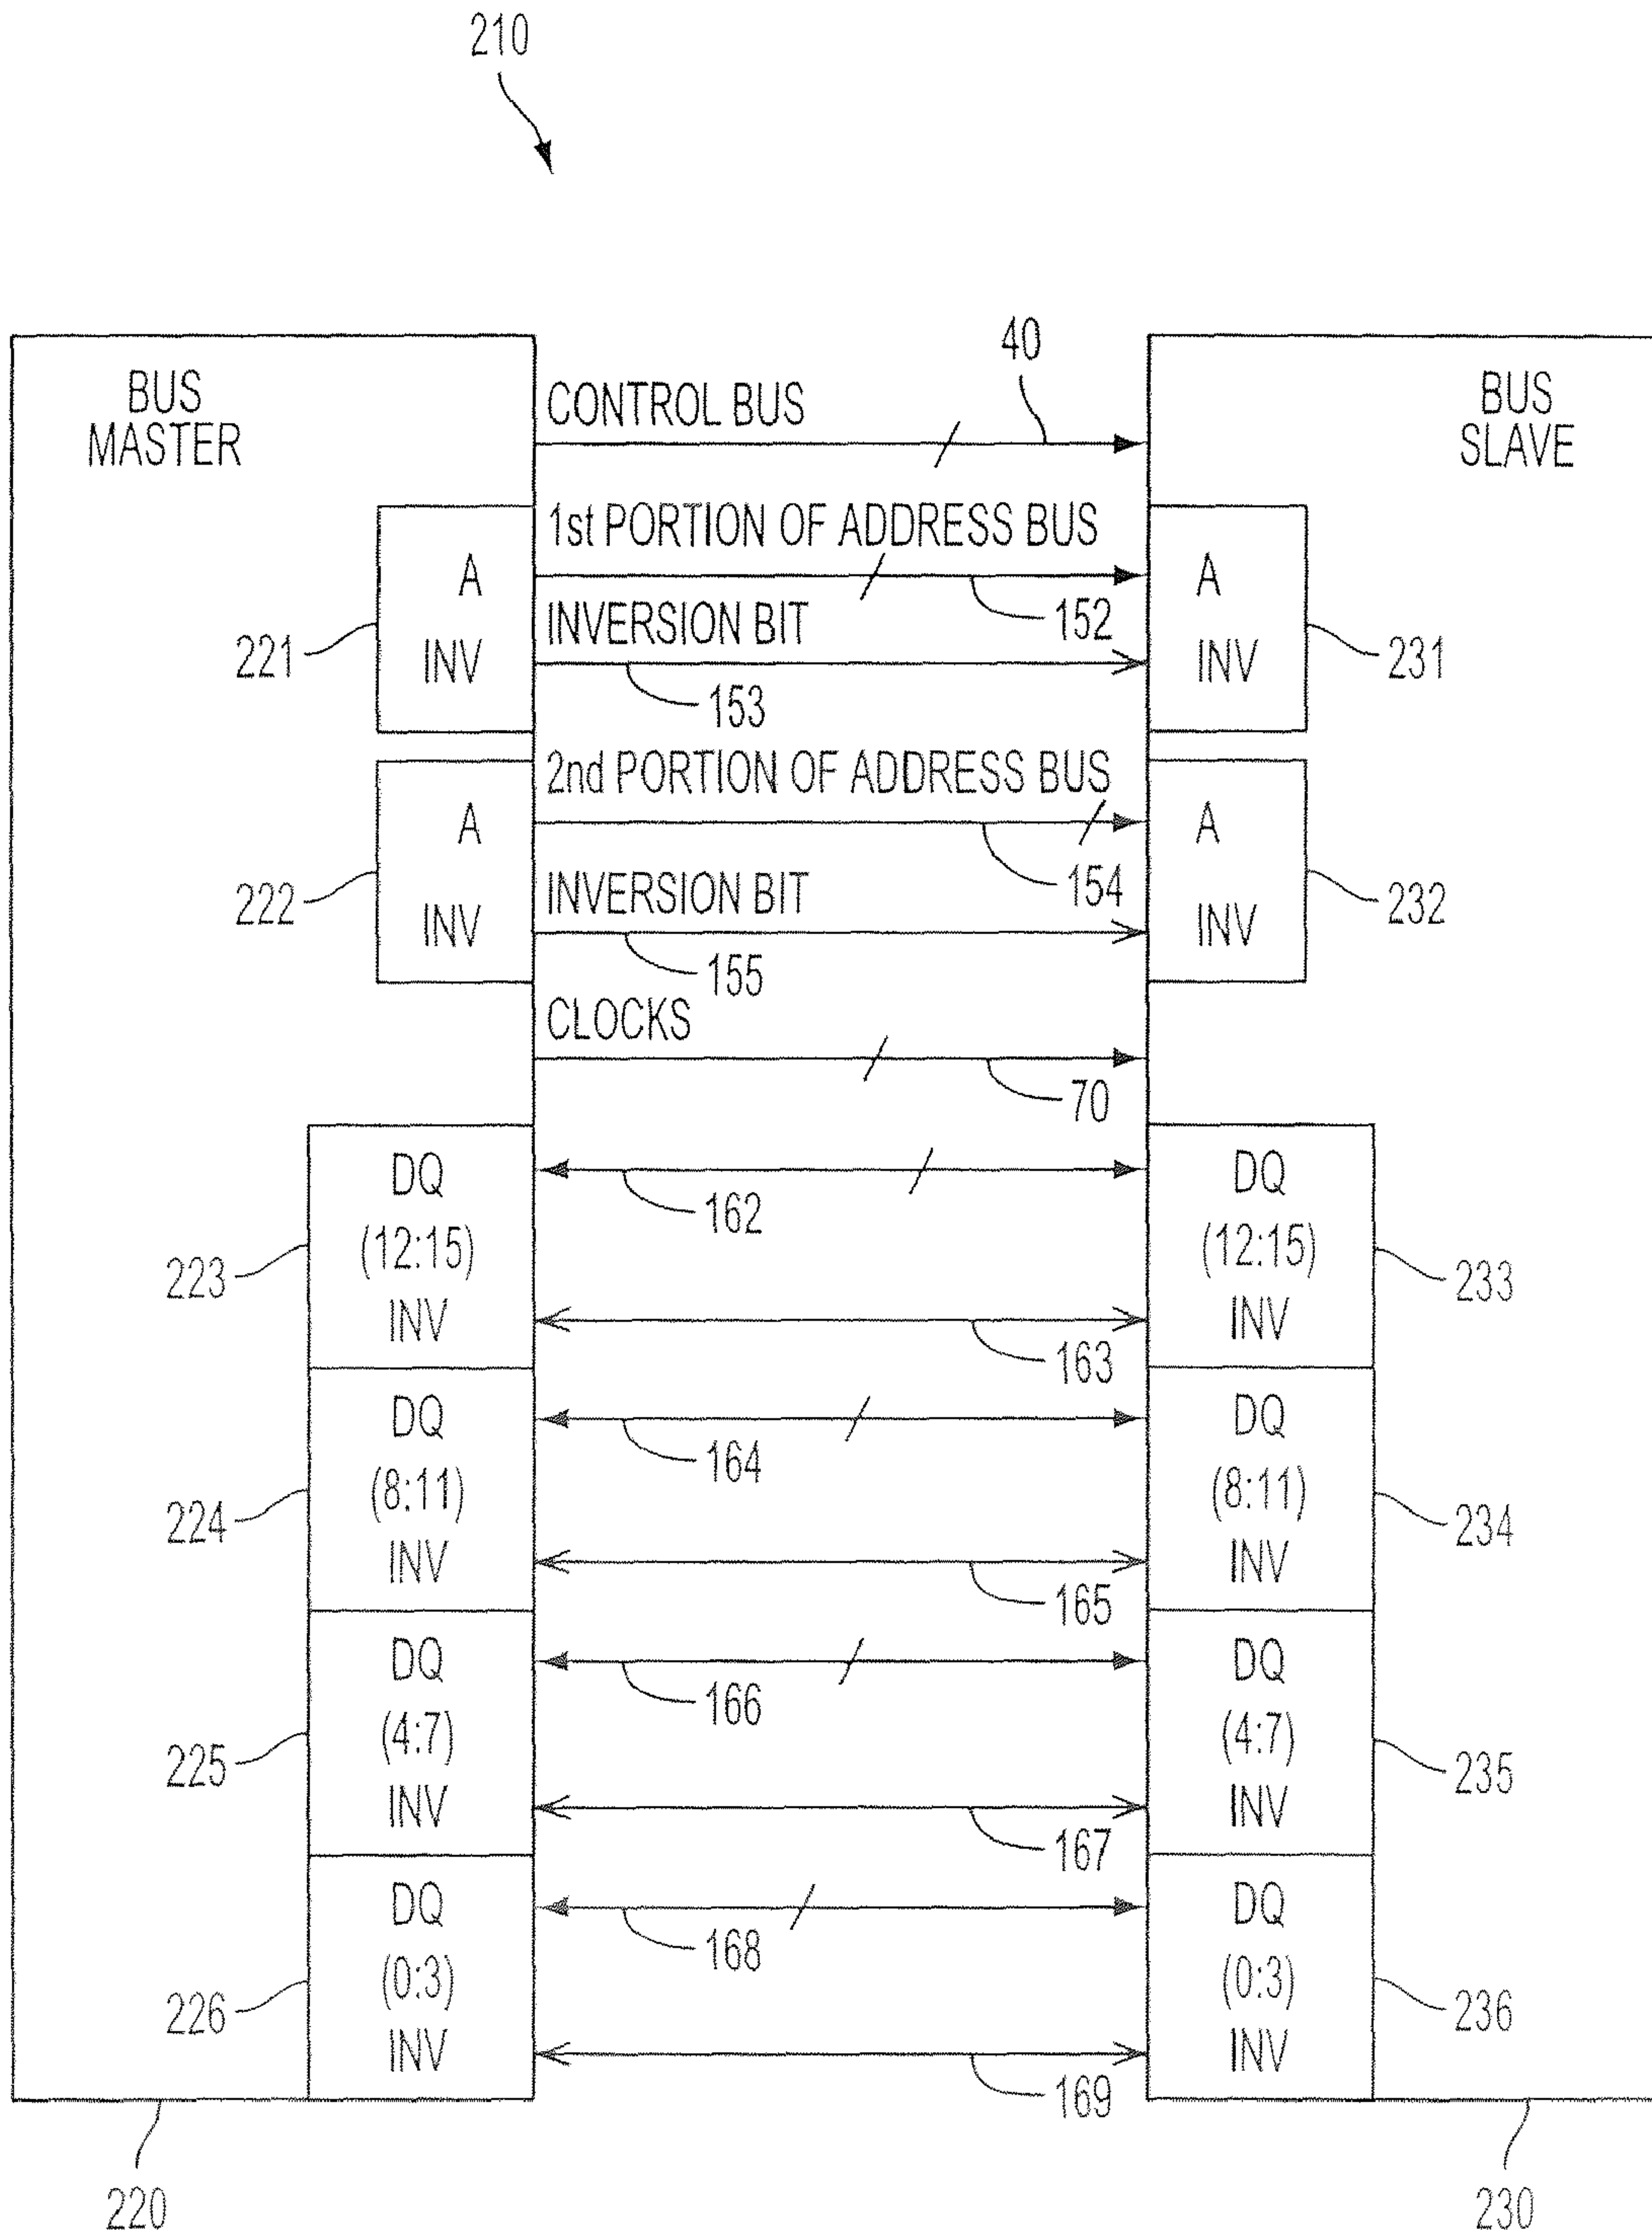 210
40
BUS
MASTER
CONTROL BUS
BUS
SLAVE
1st PORTION OF ADDRESS BUS
A
A
152
INVERSION BIT
221
INV
INV
231
153
2nd PORTION OF ADDRESS BUS
A
A
154
INVERSION BIT
222
INV
INV
232
155
CLOCKS
70
DQ
DQ
162
223
(12:15)
(12:15)
233
INV
INV
163
DQ
DQ
164
224
(8:11)
(8:11)
234
INV
INV
165
DQ
DQ
166
225
(4:7)
(4:7)
235
INV
INV
167
DQ
DQ
168
226
(0:3)
(0:3)
236
INV
INV
169
220
230